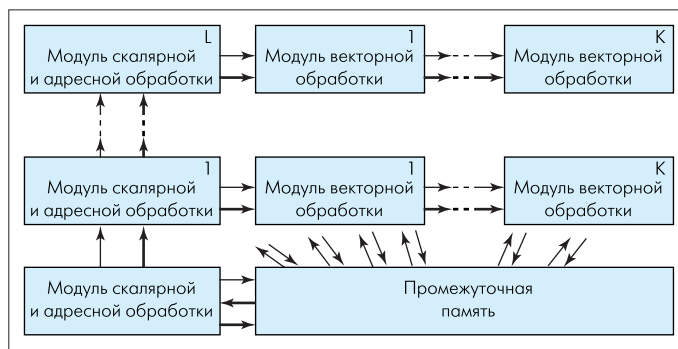 L
Модуль скалярной
и адресной обработки
1
Модуль векторной
обработки
K
Модуль векторной
обработки
1
Модуль скалярной
и адресной обработки
1
Модуль векторной
обработки
K
Модуль векторной
обработки
Модуль скалярной
и адресной обработки
Промежуточная
память